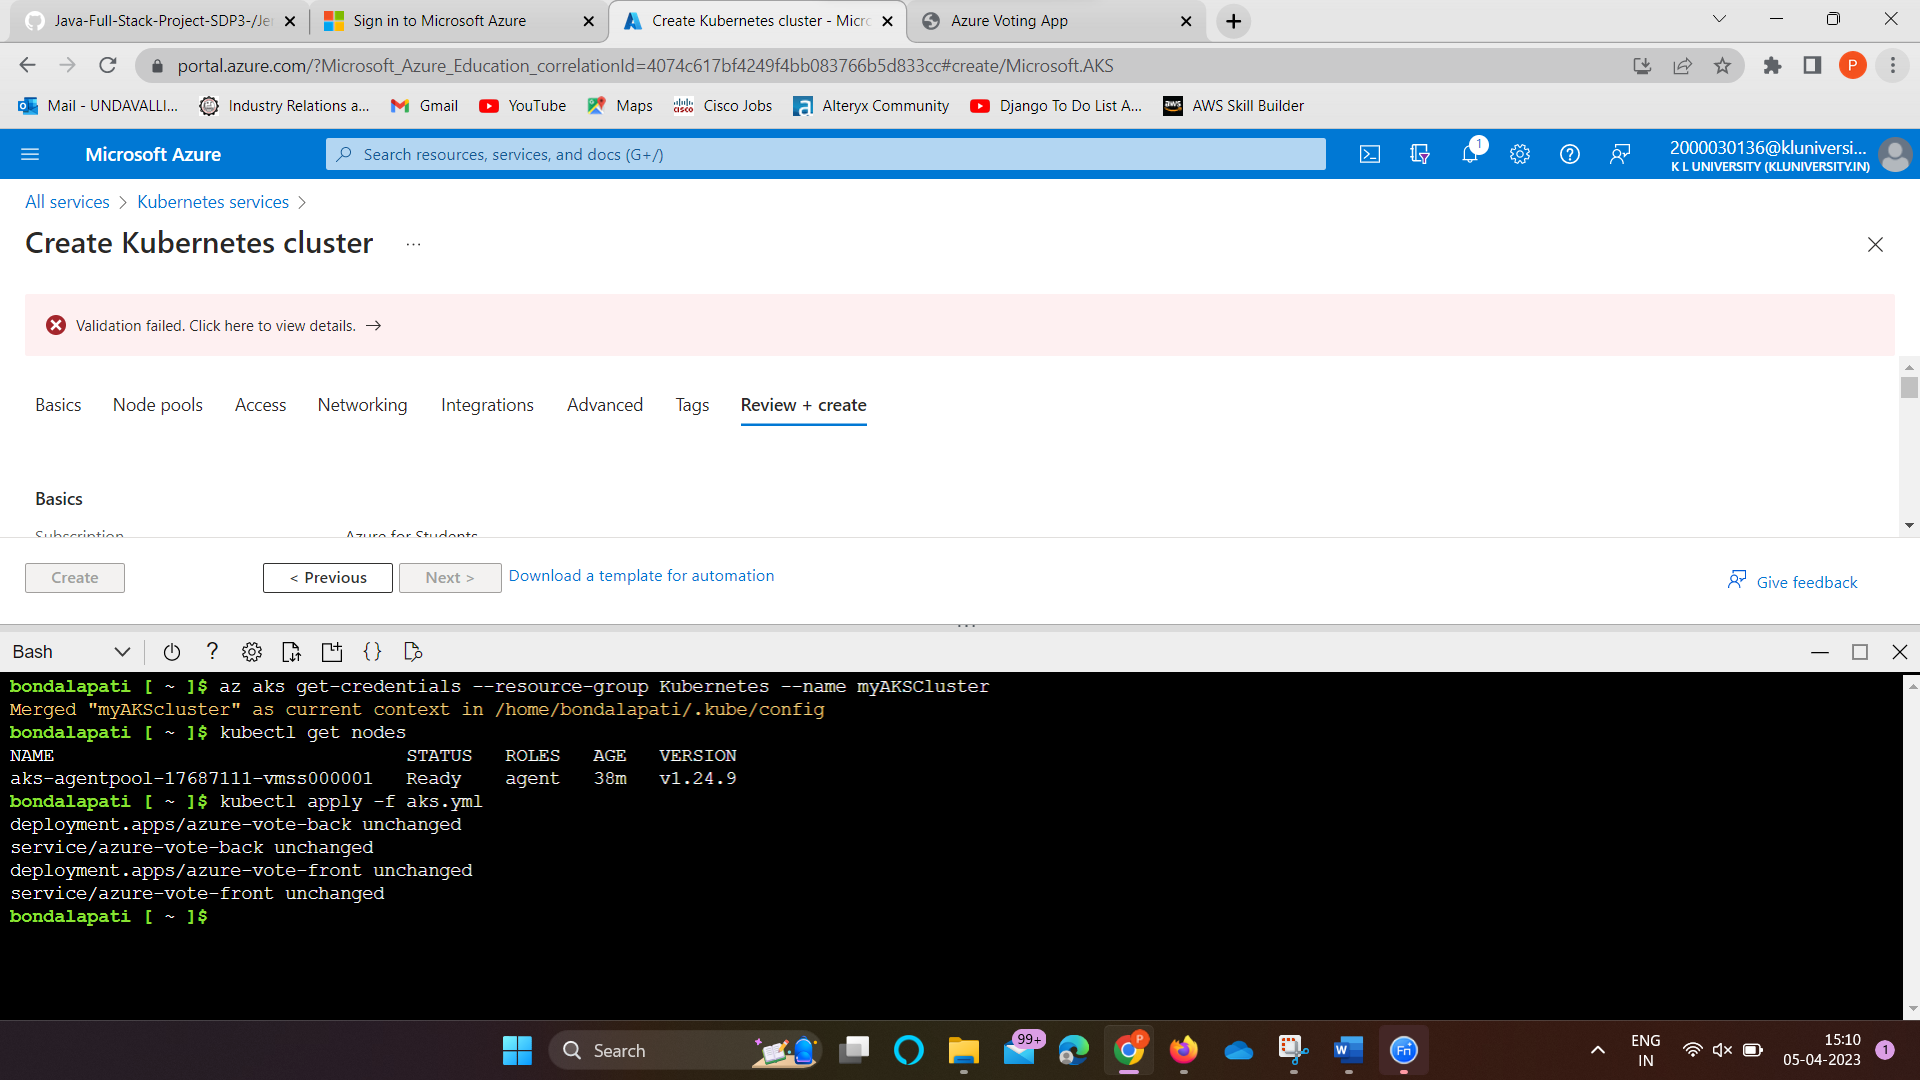 Java-Full-Stack-Project-SDP3-/Je
Sign in to Microsoft Azure
Create Kubernetes cluster - Micro
Azure Voting App
portal.azure.com/?Microsoft_Azure_Education_correlationId=4074c617bf4249f4bb083766b5d833cc#create/Microsoft.AKS
P
Mail - UNDAVALLI...
Industry Relations a...
Gmail
YouTube
Maps
Cisco Jobs
Alteryx Community
Django To Do List A...
AWS Skill Builder
Microsoft Azure
Search resources, services, and docs (G+/)
1
2000030136@kluniversi...
K L UNIVERSITY (KLUNIVERSITY.IN)
All services > Kubernetes services >
Create Kubernetes cluster ...
Validation failed. Click here to view details. →
Basics
Node pools
Access
Networking
Integrations
Advanced
Tags
Review + create
Basics
Subscription
Azure for Students
Create
< Previous
Next >
Download a template for automation
Give feedback
Bash
bondalapati [ ~ ]$ az aks get-credentials --resource-group Kubernetes --name myAKSCluster
Merged "myAKScluster" as current context in /home/bondalapati/.kube/config
bondalapati [ ~ ]$ kubectl get nodes
NAME STATUS ROLES AGE VERSION
aks-agentpool-17687111-vmss000001 Ready agent 38m v1.24.9
bondalapati [ ~ ]$ kubectl apply -f aks.yml
deployment.apps/azure-vote-back unchanged
service/azure-vote-back unchanged
deployment.apps/azure-vote-front unchanged
service/azure-vote-front unchanged
bondalapati [ ~ ]$
Search
99+
P
Fn
ENG
IN
15:10
05-04-2023
1